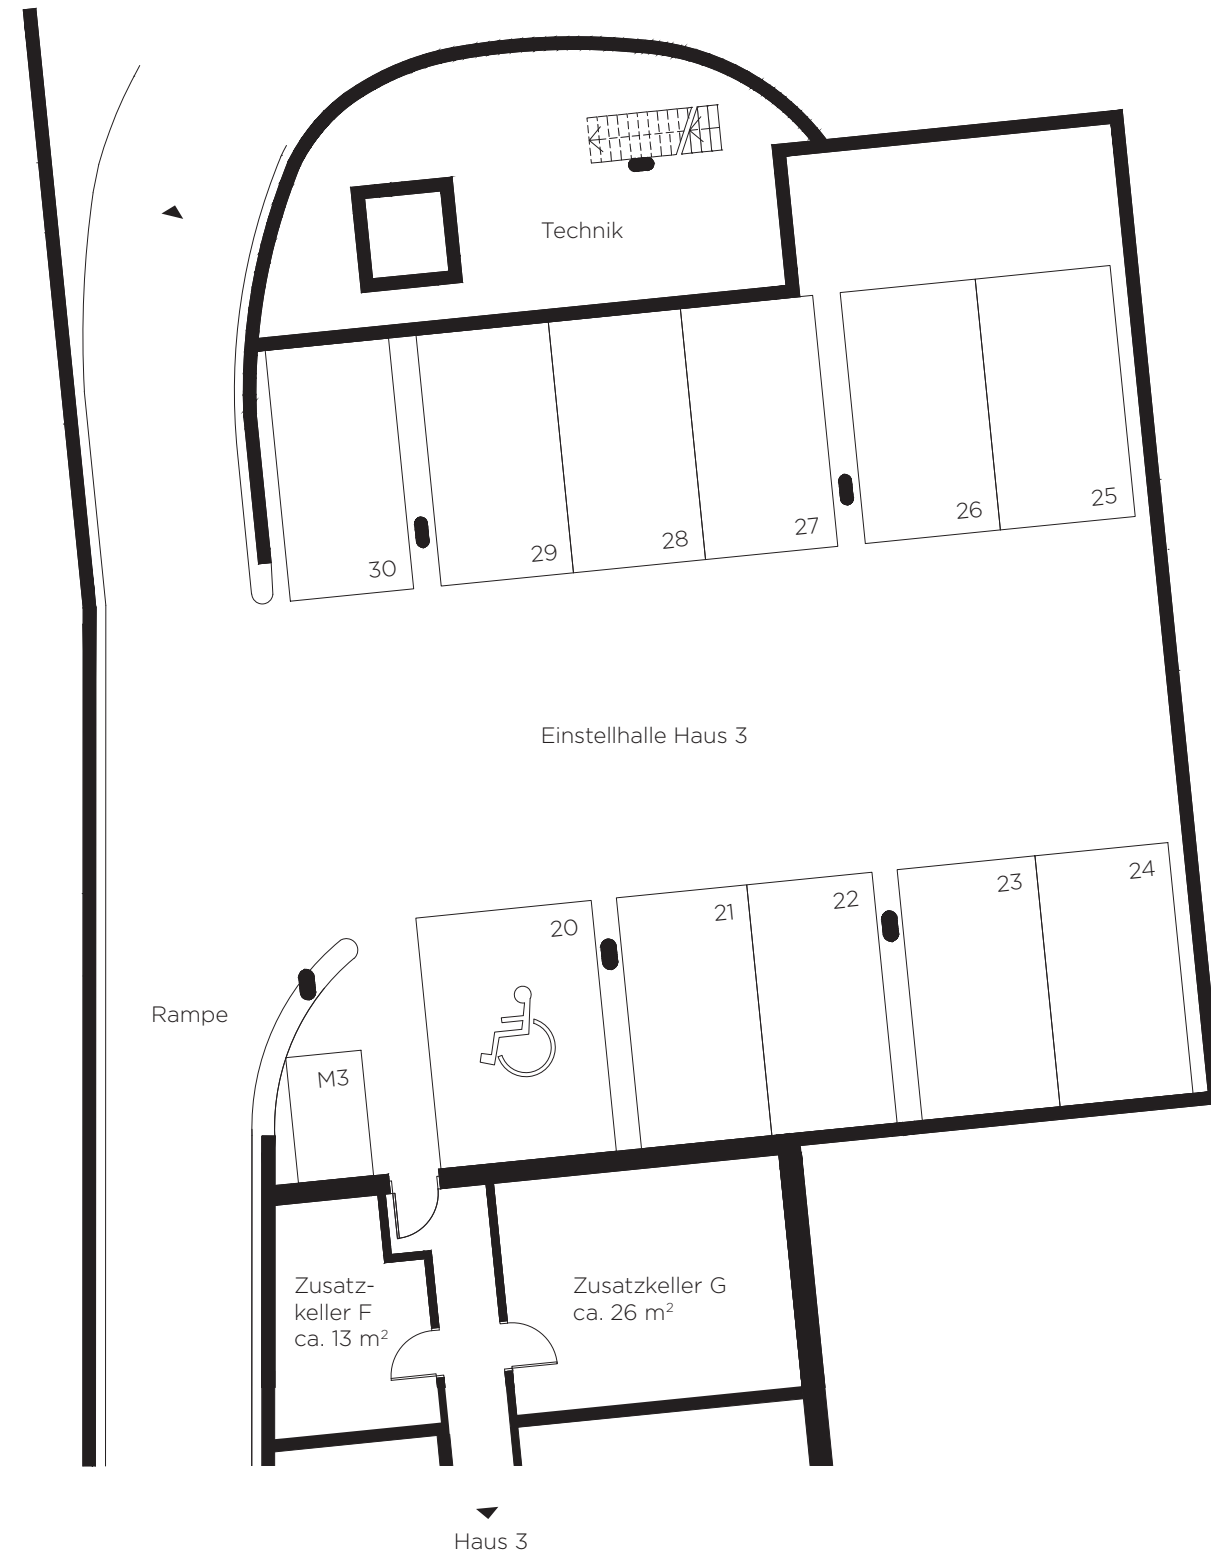 Technik
25
26
27
28
29
30
Einstellhalle Haus 3
24
23
22
21
20
Rampe
M3
Zusatz-
keller F
ca. 13 m²
Zusatzkeller G
ca. 26 m²
Haus 3